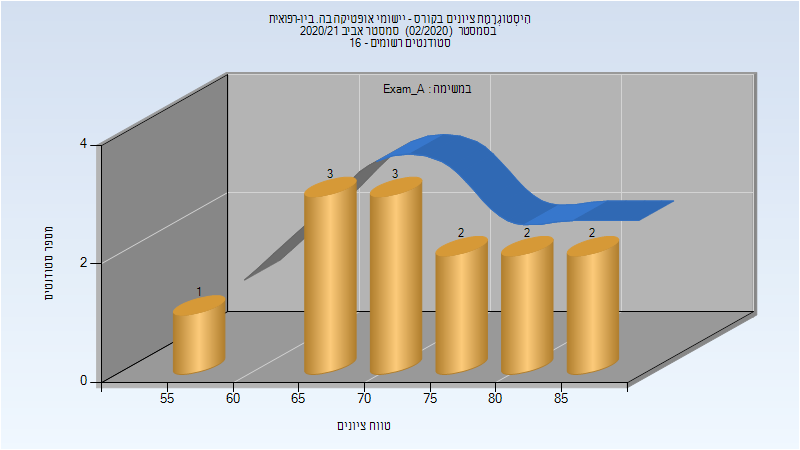 היסטוגרמת ציונים בקורס - יישומי אופטיקה בה. ביו-רפואית
בסמסטר (02/2020) סמסטר אביב 2020/21
סטודנטים רשומים - 16
במשימה : Exam_A
מספר סטודנטים
4
2
0
1
3
3
2
2
2
55
60
65
70
75
80
85
טווח ציונים